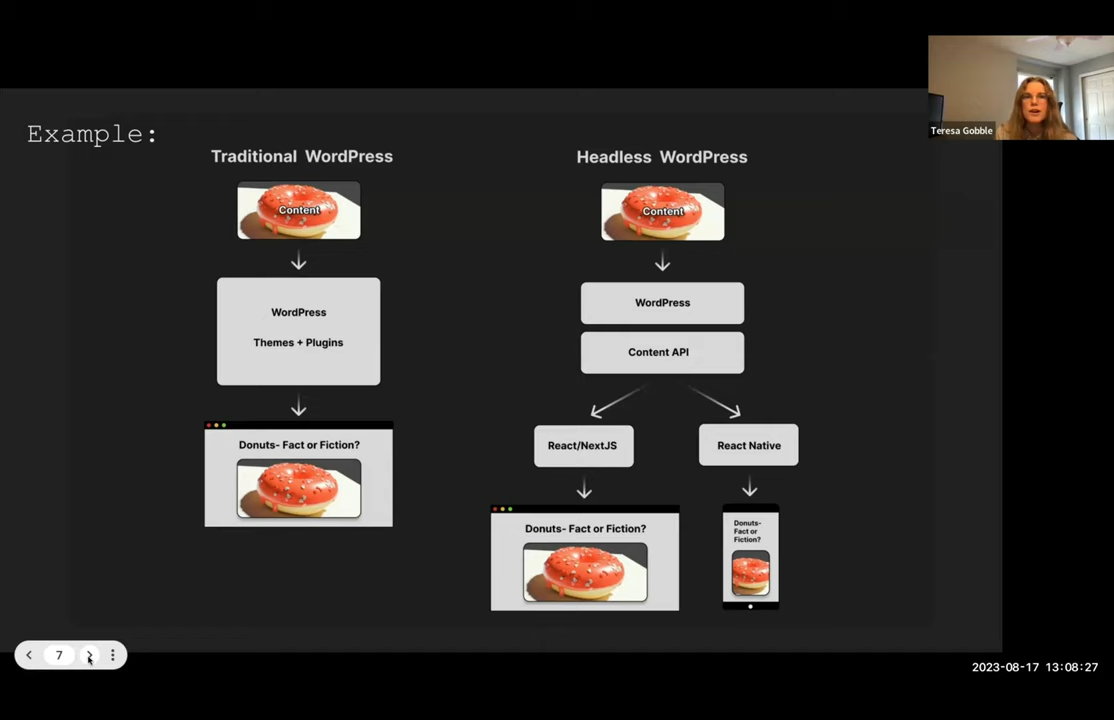 Example:
Traditional WordPress
Content
WordPress
Themes + Plugins
Donuts- Fact or Fiction?
Headless WordPress
Content
WordPress
Content API
React/NextJS
React Native
Donuts- Fact or Fiction?
Donuts-
Fact or
Fiction?
Teresa Gobble
7
2023-08-17 13:08:27